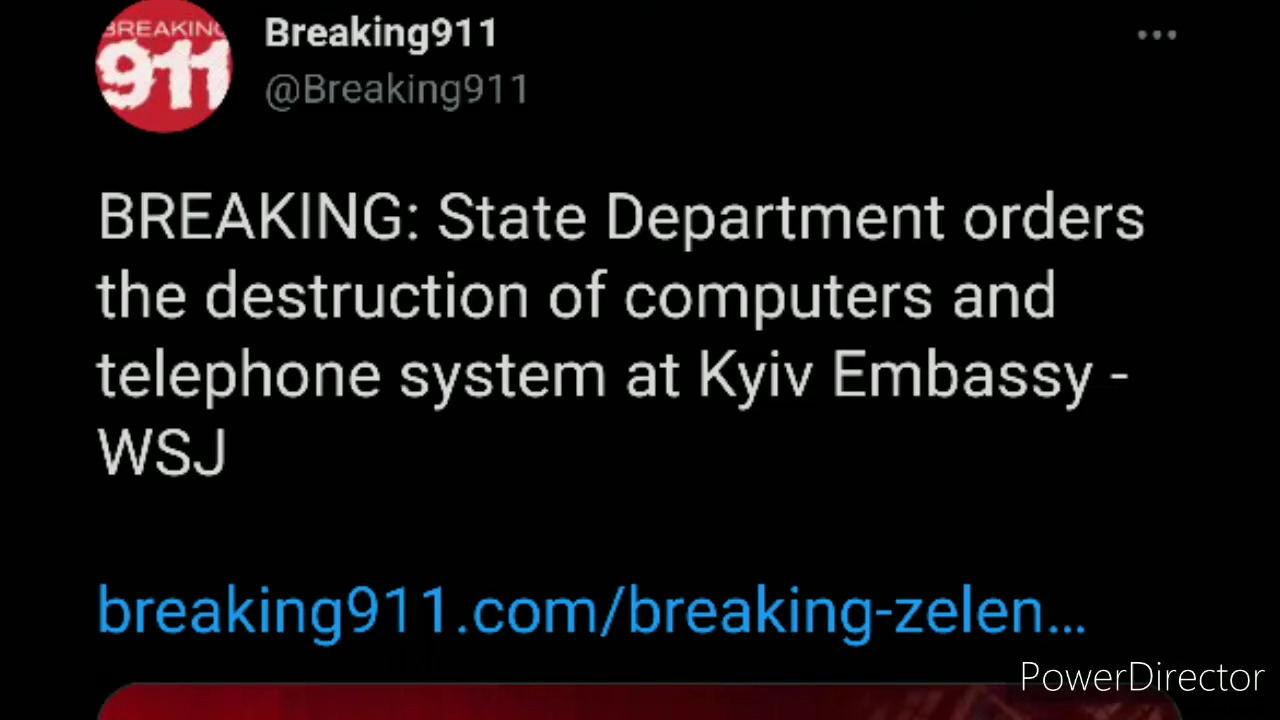 BREAKING
911
Breaking911
@Breaking911
BREAKING: State Department orders
the destruction of computers and
telephone system at Kyiv Embassy -
WSJ
breaking911.com/breaking-zelen...
PowerDirector